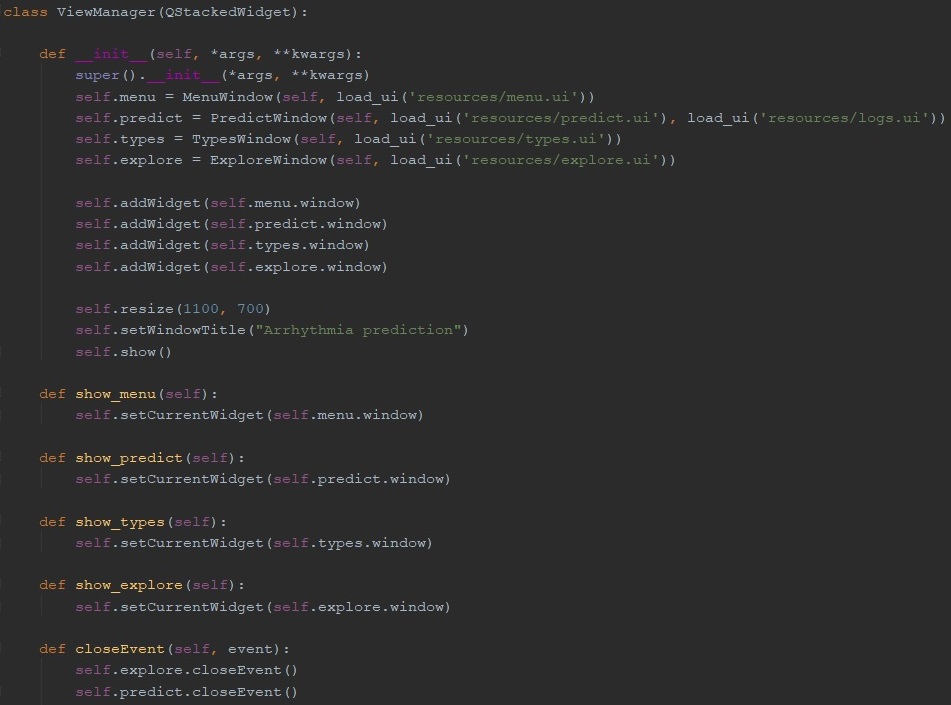 class ViewManager(QStackedWidget):
def __init__(self, *args, **kwargs):
super().__init__(*args, **kwargs)
self.menu = MenuWindow(self, load_ui('resources/menu.ui'))
self.predict = PredictWindow(self, load_ui('resources/predict.ui'), load_ui('resources/logs.ui'))
self.types = TypesWindow(self, load_ui('resources/types.ui'))
self.explore = ExploreWindow(self, load_ui('resources/explore.ui'))
self.addWidget(self.menu.window)
self.addWidget(self.predict.window)
self.addWidget(self.types.window)
self.addWidget(self.explore.window)
self.resize(1100, 700)
self.setWindowTitle("Arrhythmia prediction")
self.show()
def show_menu(self):
self.setCurrentWidget(self.menu.window)
def show_predict(self):
self.setCurrentWidget(self.predict.window)
def show_types(self):
self.setCurrentWidget(self.types.window)
def show_explore(self):
self.setCurrentWidget(self.explore.window)
def closeEvent(self, event):
self.explore.closeEvent()
self.predict.closeEvent()